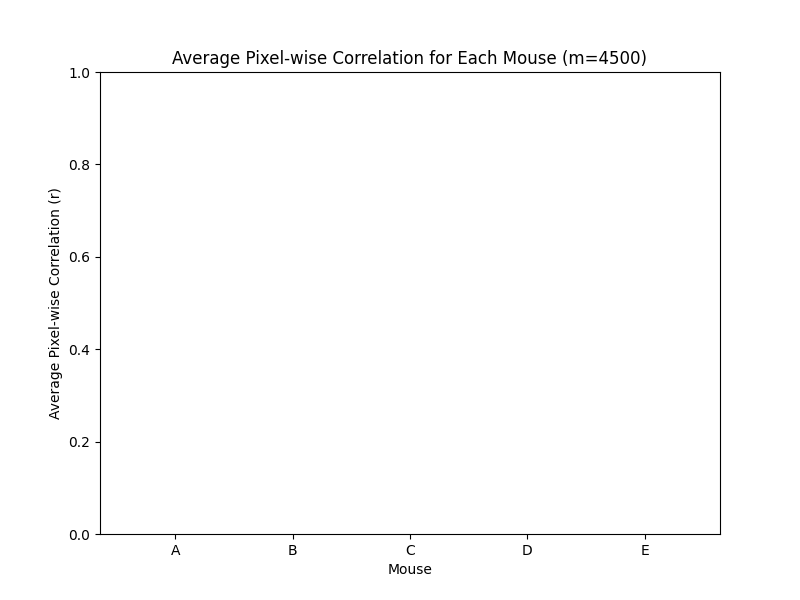 Average Pixel-wise Correlation for Each Mouse (m=4500)
1.0
0.8
0.6
0.4
0.2
0.0
Average Pixel-wise Correlation (r)
A B C D E
Mouse